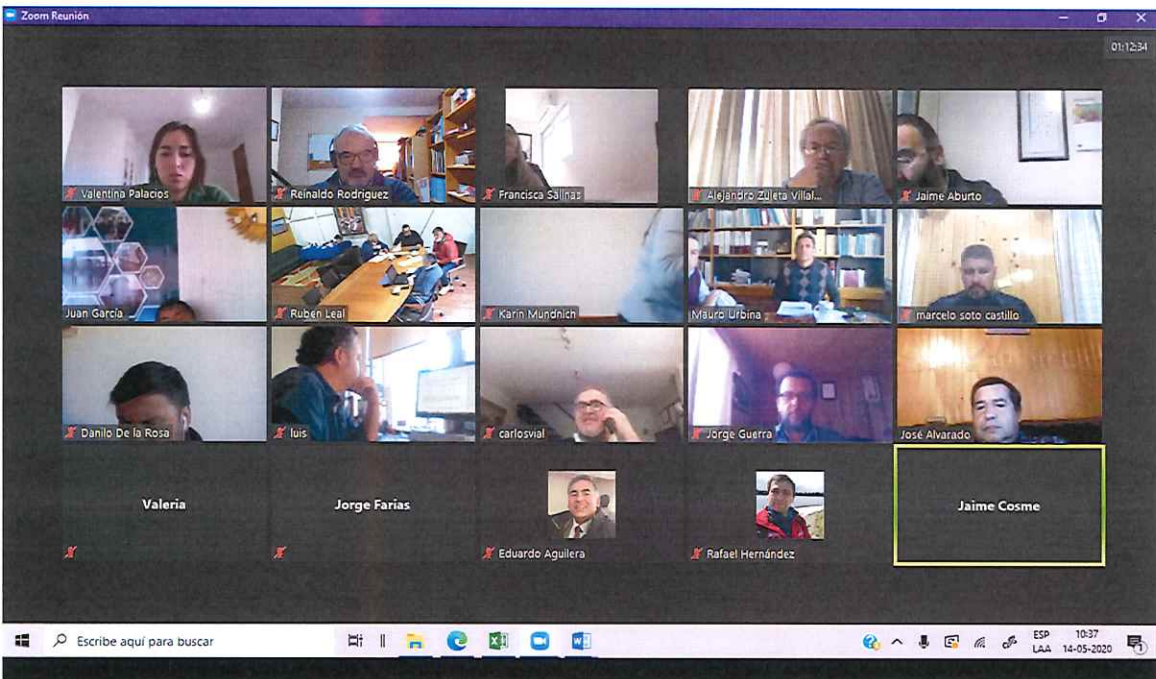 Zoom Reunión
01:12:34
Valentina Palacios
Reinaldo Rodriguez
Francisca Salinas
Alejandro Zuleta Villal...
Jaime Aburto
Juan García
Ruben Leal
Karin Mundnich
Mauro Urbina
marcelo soto castillo
Danilo De la Rosa
luis
carlosvial
Jorge Guerra
José Alvarado
Valeria
Jorge Farias
Eduardo Aguilera
Rafael Hernández
Jaime Cosme
Escribe aquí para buscar
ESP
LAA
10:37
14-05-2020
1